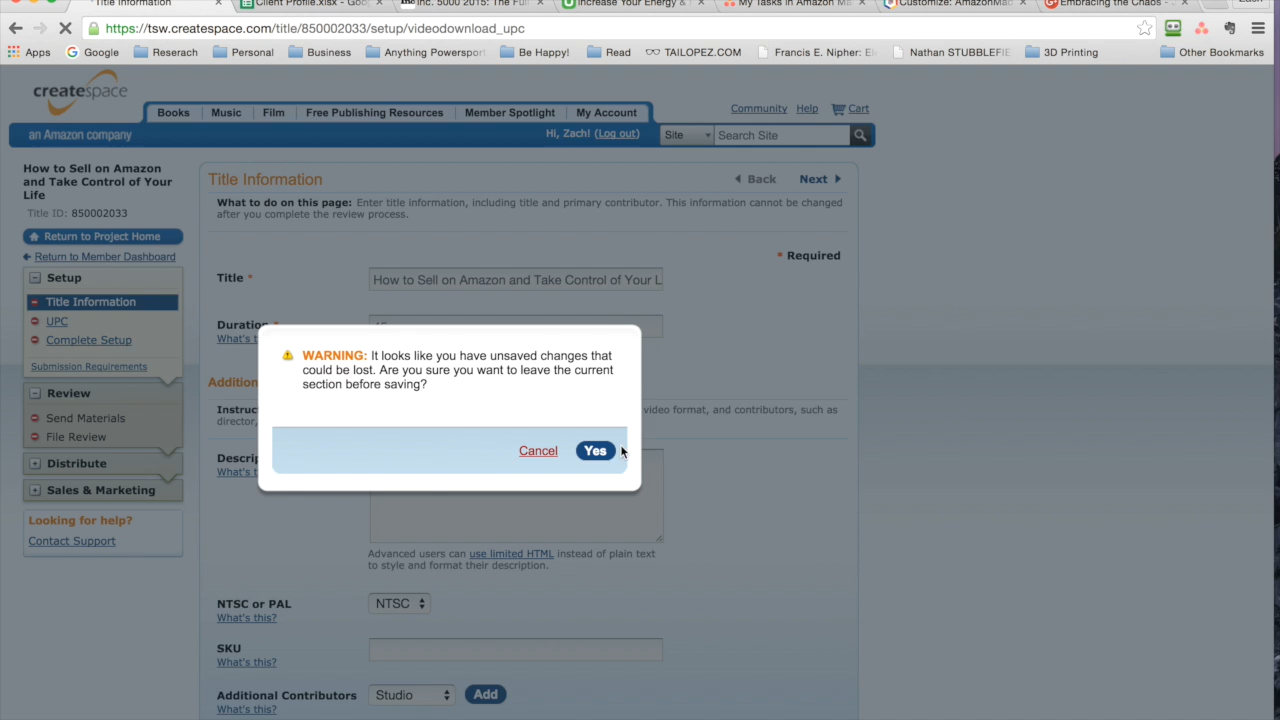 Title Information
Client Profile.xlsx - Goo
Inc. 5000 2015: The Full
Increase Your Energy &
My Tasks in Amazon Ma
Customize: AmazonMad
Embracing the Chaos -
https://tsw.createspace.com/title/850002033/setup/videodownload_upc
Apps Google Reserach Personal Business Anything Powersport Be Happy! Read TAILOPEZ.COM Francis E. Nipher: El Nathan STUBBLEFIE 3D Printing Other Bookmarks
createspace
an Amazon company
Books Music Film Free Publishing Resources Member Spotlight My Account
Community Help Cart
Hi, Zach! (Log out) Site Search Site
How to Sell on Amazon
and Take Control of Your
Life
Title ID: 850002033
Return to Project Home
Return to Member Dashboard
Setup
Title Information
UPC
Complete Setup
Submission Requirements
Review
Send Materials
File Review
Distribute
Sales & Marketing
Looking for help?
Contact Support
Title Information
Back Next
What to do on this page: Enter title information, including title and primary contributor. This information cannot be changed
after you complete the review process.
* Required
Title *
How to Sell on Amazon and Take Control of Your L
Duration
What's t
Addition
Instruc
video format, and contributors, such as
director,
Descrip
What's t
WARNING: It looks like you have unsaved changes that
could be lost. Are you sure you want to leave the current
section before saving?
Cancel Yes
Advanced users can use limited HTML instead of plain text
to style and format their description.
NTSC or PAL
NTSC
What's this?
SKU
What's this?
Additional Contributors
Studio
Add
What's this?